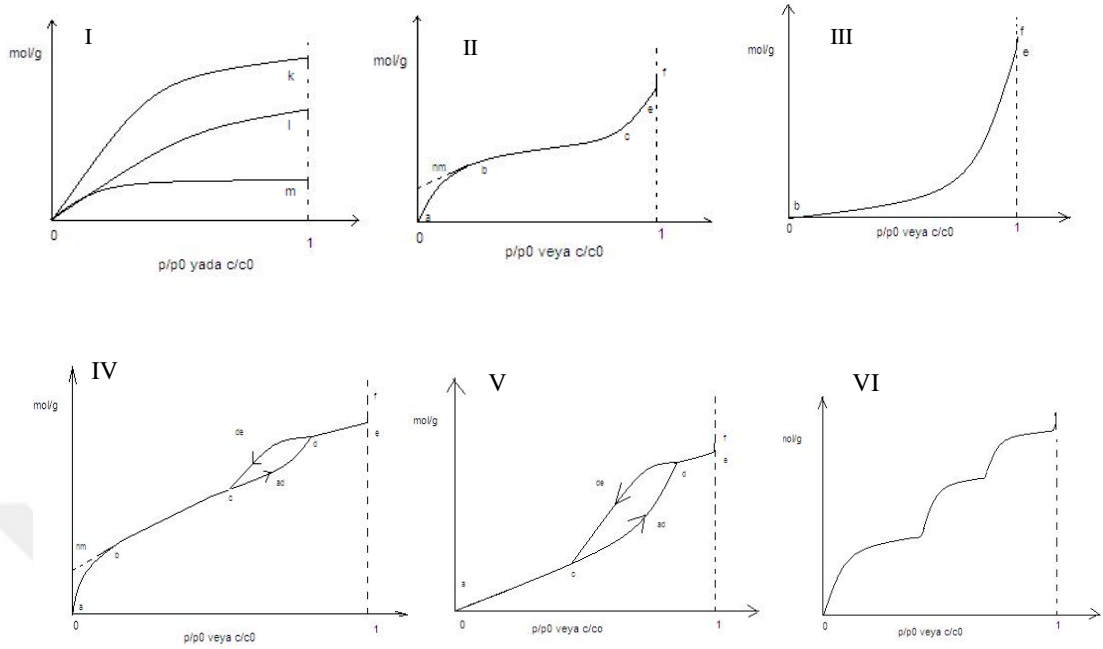 I
mol/g
k
l
m
0
1
p/p0 yada c/c0
II
mol/g
f
e
c
nm
b
a
0
1
p/p0 veya c/c0
III
mol/g
f
e
b
0
1
p/p0 veya c/c0
IV
mol/g
f
e
de
d
ad
c
nm
b
a
0
1
p/p0 veya c/c0
V
mol/g
f
e
de
d
ad
c
a
0
1
p/p0 veya c/co
VI
nol/g
f
0
1
p/p0 veya c/c0